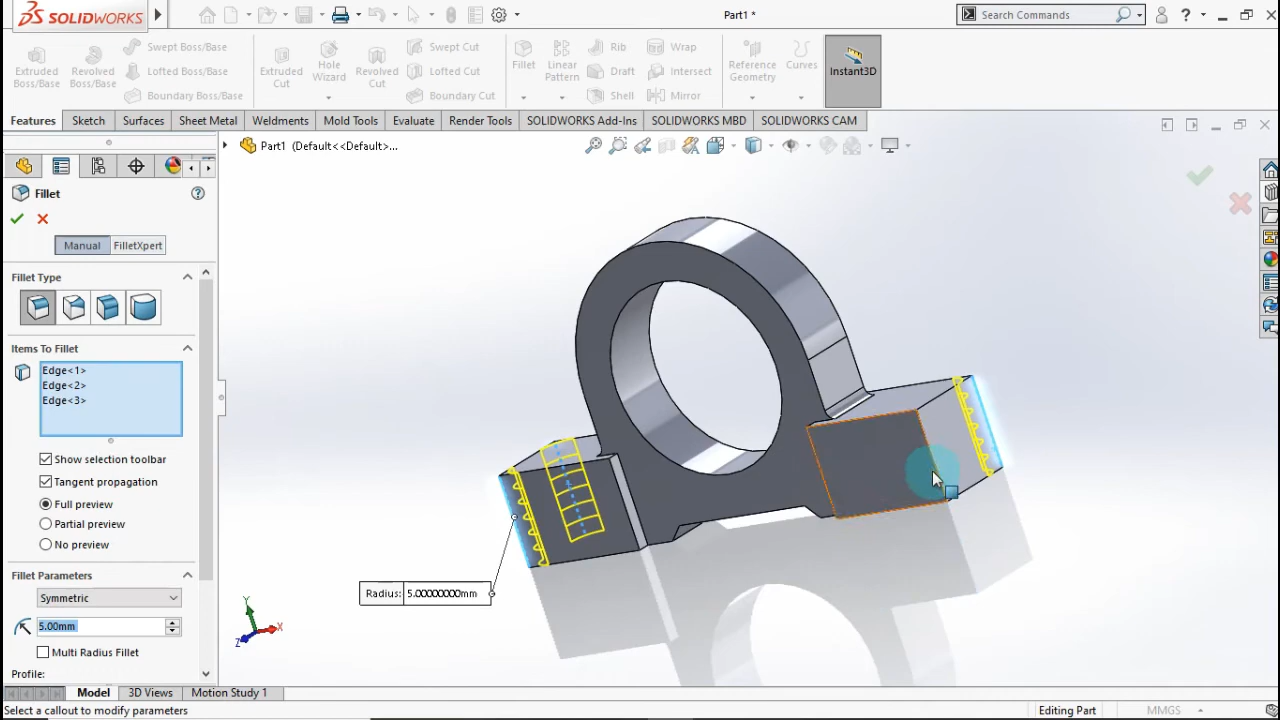 SOLIDWORKS
Part1 *
Search Commands
Extruded Boss/Base
Revolved Boss/Base
Swept Boss/Base
Lofted Boss/Base
Boundary Boss/Base
Extruded Cut
Hole Wizard
Revolved Cut
Swept Cut
Lofted Cut
Boundary Cut
Fillet
Linear Pattern
Rib
Draft
Shell
Wrap
Intersect
Mirror
Reference Geometry
Curves
Instant3D
Features
Sketch
Surfaces
Sheet Metal
Weldments
Mold Tools
Evaluate
Render Tools
SOLIDWORKS Add-Ins
SOLIDWORKS MBD
SOLIDWORKS CAM
Part1 (Default<<Default>...
Fillet
Manual
FilletXpert
Fillet Type
Items To Fillet
Edge<1>
Edge<2>
Edge<3>
Show selection toolbar
Tangent propagation
Full preview
Partial preview
No preview
Fillet Parameters
Symmetric
5.00mm
Multi Radius Fillet
Profile:
Radius: 5.00000000mm
Y
X
Z
Model
3D Views
Motion Study 1
Select a callout to modify parameters
Editing Part
MMGS